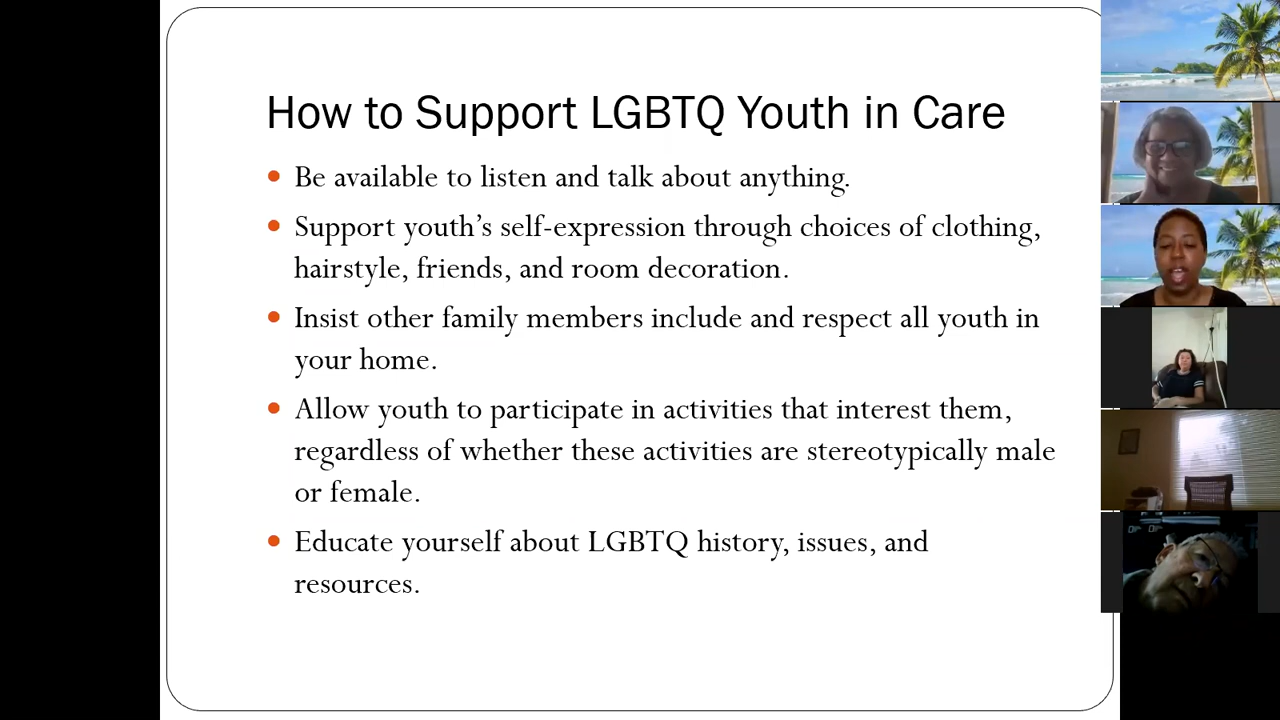 How to Support LGBTQ Youth in Care
• Be available to listen and talk about anything.
• Support youth’s self-expression through choices of clothing,
hairstyle, friends, and room decoration.
• Insist other family members include and respect all youth in
your home.
• Allow youth to participate in activities that interest them,
regardless of whether these activities are stereotypically male
or female.
• Educate yourself about LGBTQ history, issues, and
resources.